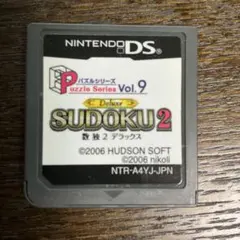 NINTENDO DS
パズルシリーズ
Puzzle Series Vol.9
Deluxe
SUDOKU 2
数独2 デラックス
©2006 HUDSON SOFT
©2006 nikoli
NTR-A4YJ-JPN